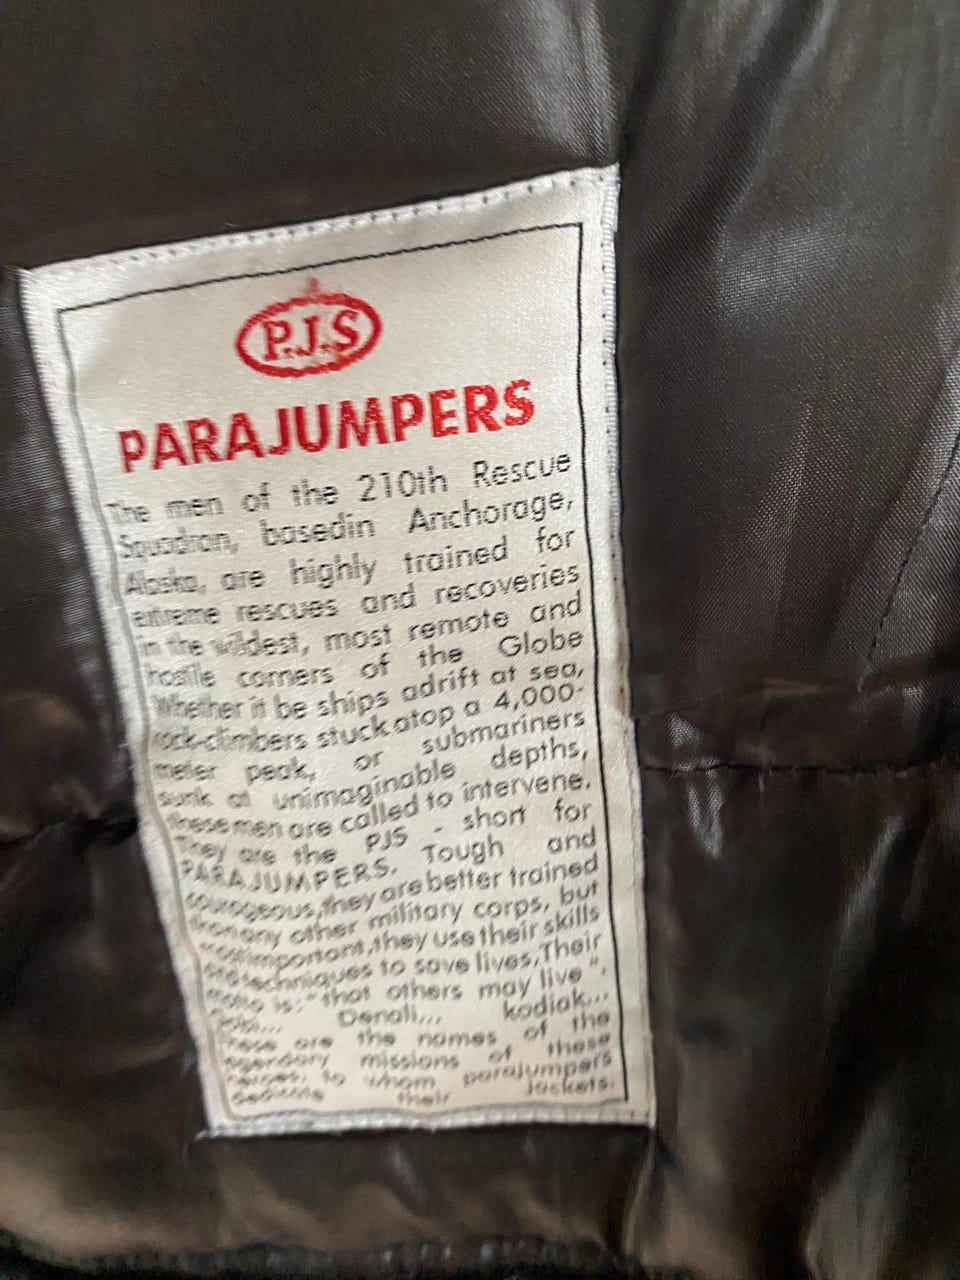 P.J.S
PARAJUMPERS
The men of the 210th Rescue
Squadron, basedin Anchorage,
Alaska, are highly trained for
extreme rescues and recoveries
in the wildest, most remote and
hostile corners of the Globe
Whether it be ships adrift at sea,
rock-climbers stuck atop a 4,000-
meter peak, or submariners
sunk at unimaginable depths,
these men are called to intervene.
They are the PJS - short for
PARAJUMPERS. Tough and
courageous, they are better trained
than any other military corps, but
most important, they use their skills
and techniques to save lives, Their
motto is: "that others may live".
Denali... kodiak...
These are the names of the
legendary missions of these
heroes, to whom parajumpers
dedicate their jackets.